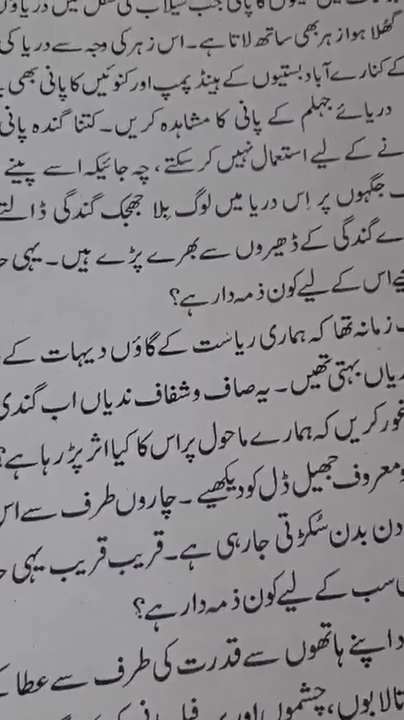 گھلا ہوا زہر بھی ساتھ لاتا ہے۔ اس زہر کی وجہ سے دریا کی
کے کنارے آباد بستیوں کے ہینڈ پمپ اور کنوئیں کا پانی بھی
دریائے جہلم کے پانی کا مشاہدہ کریں۔ کتنا گندہ پانی
نے کے لیے استعمال نہیں کر سکتے، چہ جائیکہ اسے پینے
جگہوں پر اِس دریا میں لوگ بلا جھجک گندگی ڈالتے
گندگی کے ڈھیروں سے بھرے پڑے ہیں۔ یہی
اس کے لیے کون ذمہ دار ہے؟
زمانہ تھا کہ ہماری ریاست کے گاؤں دیہات کے
بہتی تھیں۔ یہ صاف و شفاف ندیاں اب گندی
غور کریں کہ ہمارے ماحول پر اس کا کیا اثر پڑ رہا ہے؟
معروف جھیل ڈل کو دیکھیے۔ چاروں طرف سے اس
دن بدن سُکڑتی جا رہی ہے۔ قریب قریب یہی
سب کے لیے کون ذمہ دار ہے؟
اپنے ہاتھوں سے قدرت کی طرف سے عطا
تالابوں، چشموں اور